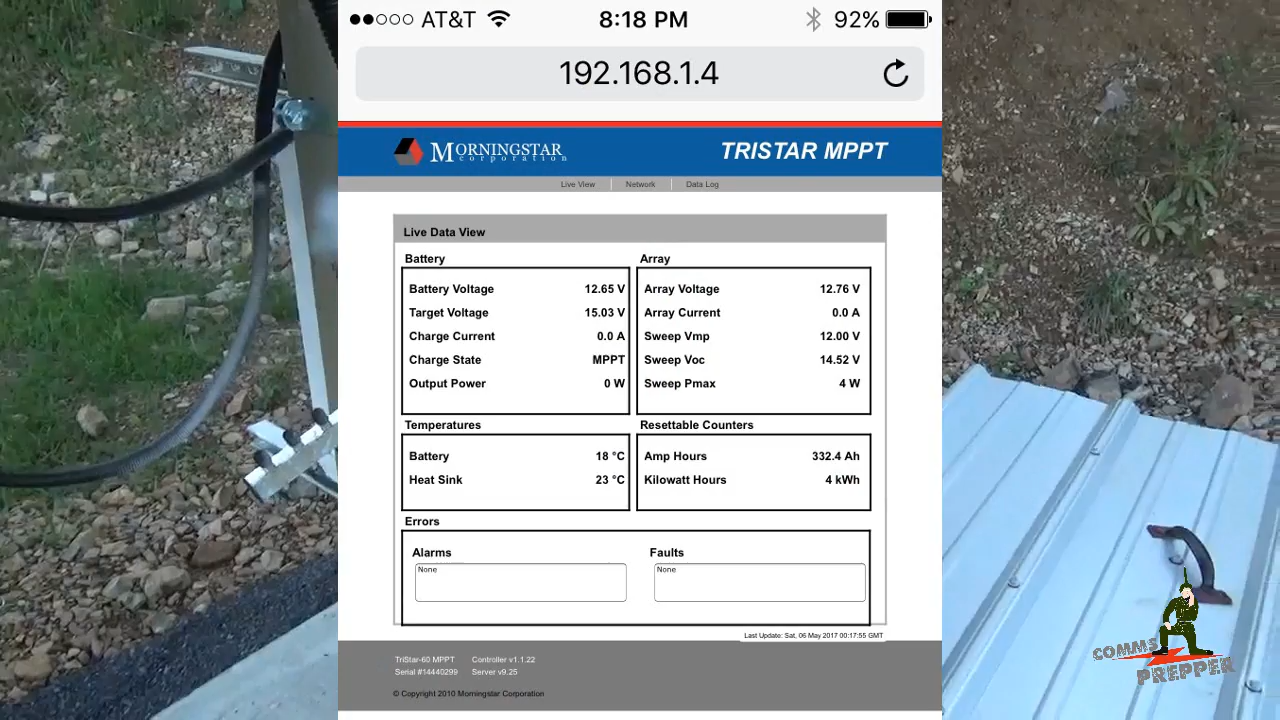 AT&T 8:18 PM 92%
192.168.1.4
MORNINGSTAR
corporation
TRISTAR MPPT
Live View Network Data Log
Live Data View
Battery
Battery Voltage 12.65 V
Target Voltage 15.03 V
Charge Current 0.0 A
Charge State MPPT
Output Power 0 W
Array
Array Voltage 12.76 V
Array Current 0.0 A
Sweep Vmp 12.00 V
Sweep Voc 14.52 V
Sweep Pmax 4 W
Temperatures
Battery 18 °C
Heat Sink 23 °C
Resettable Counters
Amp Hours 332.4 Ah
Kilowatt Hours 4 kWh
Errors
Alarms
None
Faults
None
Last Update: Sat, 06 May 2017 00:17:55 GMT
TriStar-60 MPPT Controller v1.1.22
Serial #14440299 Server v9.25
© Copyright 2010 Morningstar Corporation
COMMS
PREPPER